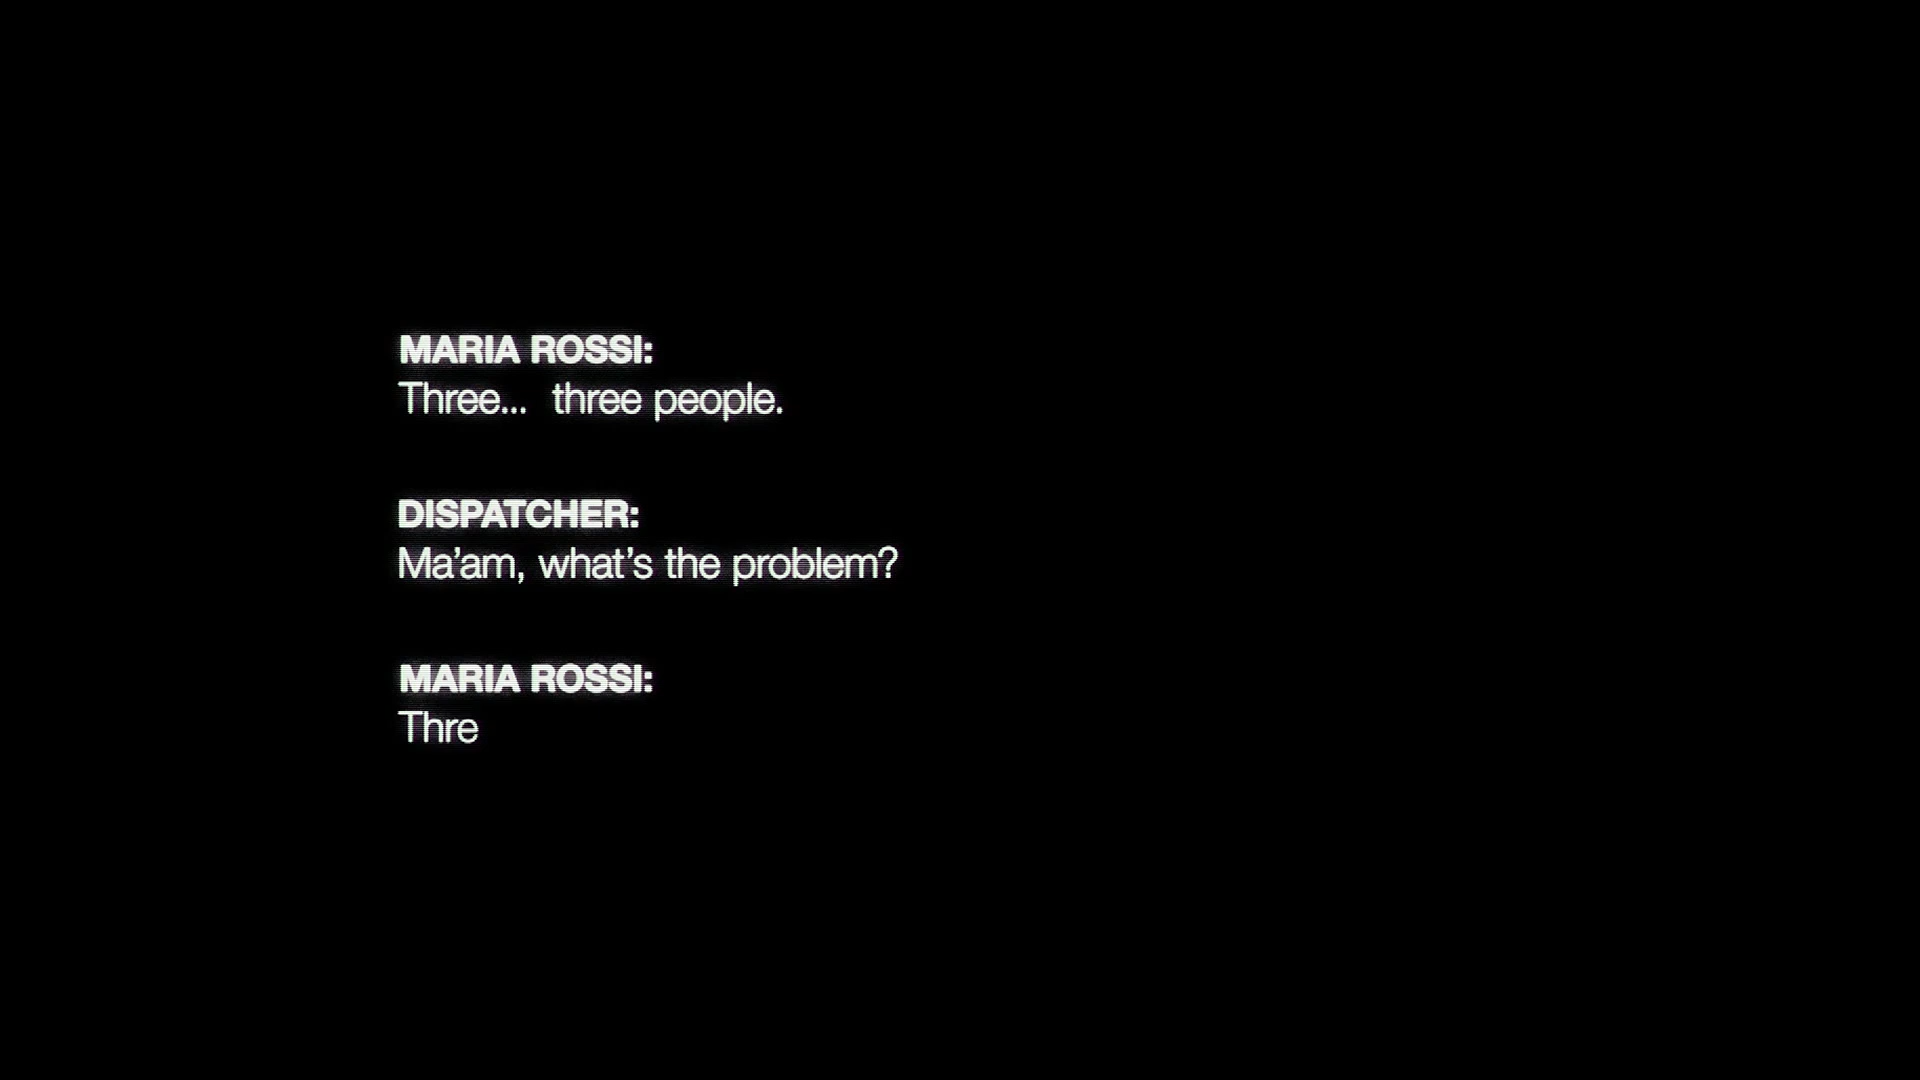 MARIA ROSSI:
Three...  three people.
DISPATCHER:
Ma’am, what’s the problem?
MARIA ROSSI:
Thre